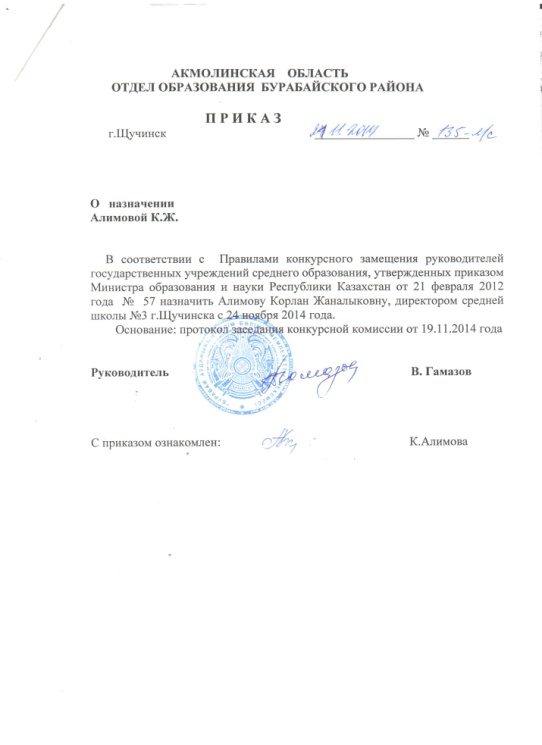 АКМОЛИНСКАЯ ОБЛАСТЬ
ОТДЕЛ ОБРАЗОВАНИЯ БУРАБАЙСКОГО РАЙОНА
П Р И К А З
г.Щучинск 11.2014 № 135-л/с
О назначении
Алимовой К.Ж.
В соответствии с Правилами конкурсного замещения руководителей
государственных учреждений среднего образования, утвержденных приказом
Министра образования и науки Республики Казахстан от 21 февраля 2012
года № 57 назначить Алимову Корлан Жаналыковну, директором средней
школы №3 г.Щучинска с 24 ноября 2014 года.
Основание: протокол заседания конкурсной комиссии от 19.11.2014 года
Руководитель В. Гамазов
С приказом ознакомлен: К.Алимова